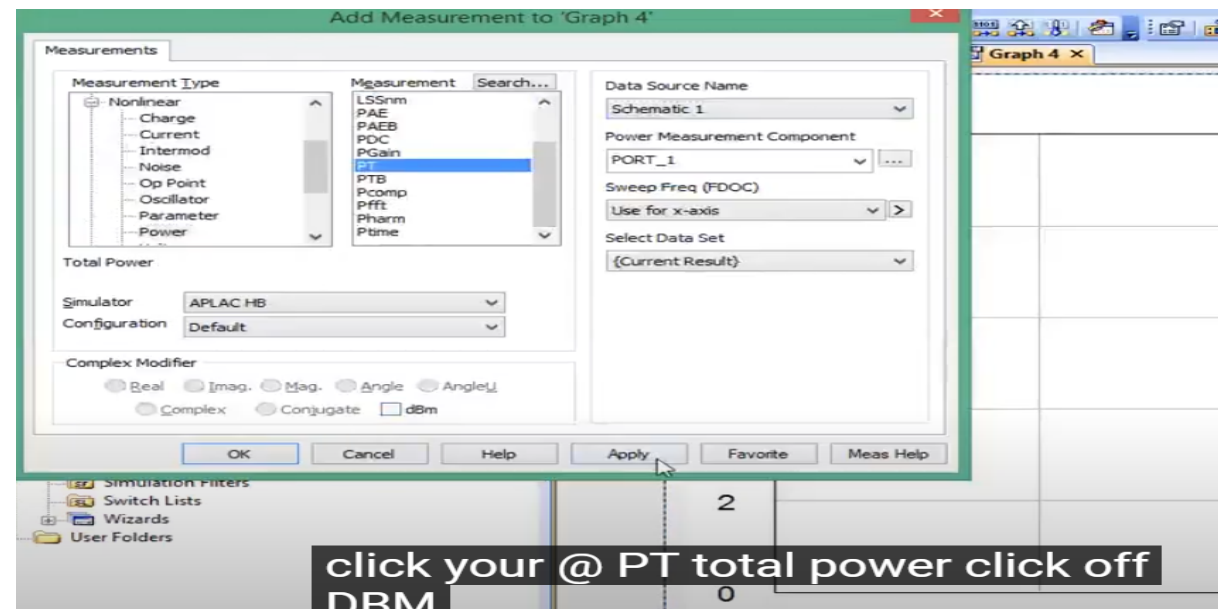 Add Measurement to 'Graph 4'
Graph 4
Measurements
Measurement Type
Nonlinear
Charge
Current
Intermod
Noise
Op Point
Oscillator
Parameter
Power
Measurement
Search...
LSSnm
PAE
PAEB
PDC
PGain
PT
PTB
Pcomp
Pfft
Pharm
Ptime
Total Power
Simulator
APLAC HB
Configuration
Default
Complex Modifier
Real Imag. Mag. Angle AngleU
Complex Conjugate dBm
Data Source Name
Schematic 1
Power Measurement Component
PORT_1
...
Sweep Freq (FDOC)
Use for x-axis
>
Select Data Set
{Current Result}
OK Cancel Help Apply Favorite Meas Help
Simulation Filters
Switch Lists
Wizards
User Folders
2
0
click your @ PT total power click off
DBM